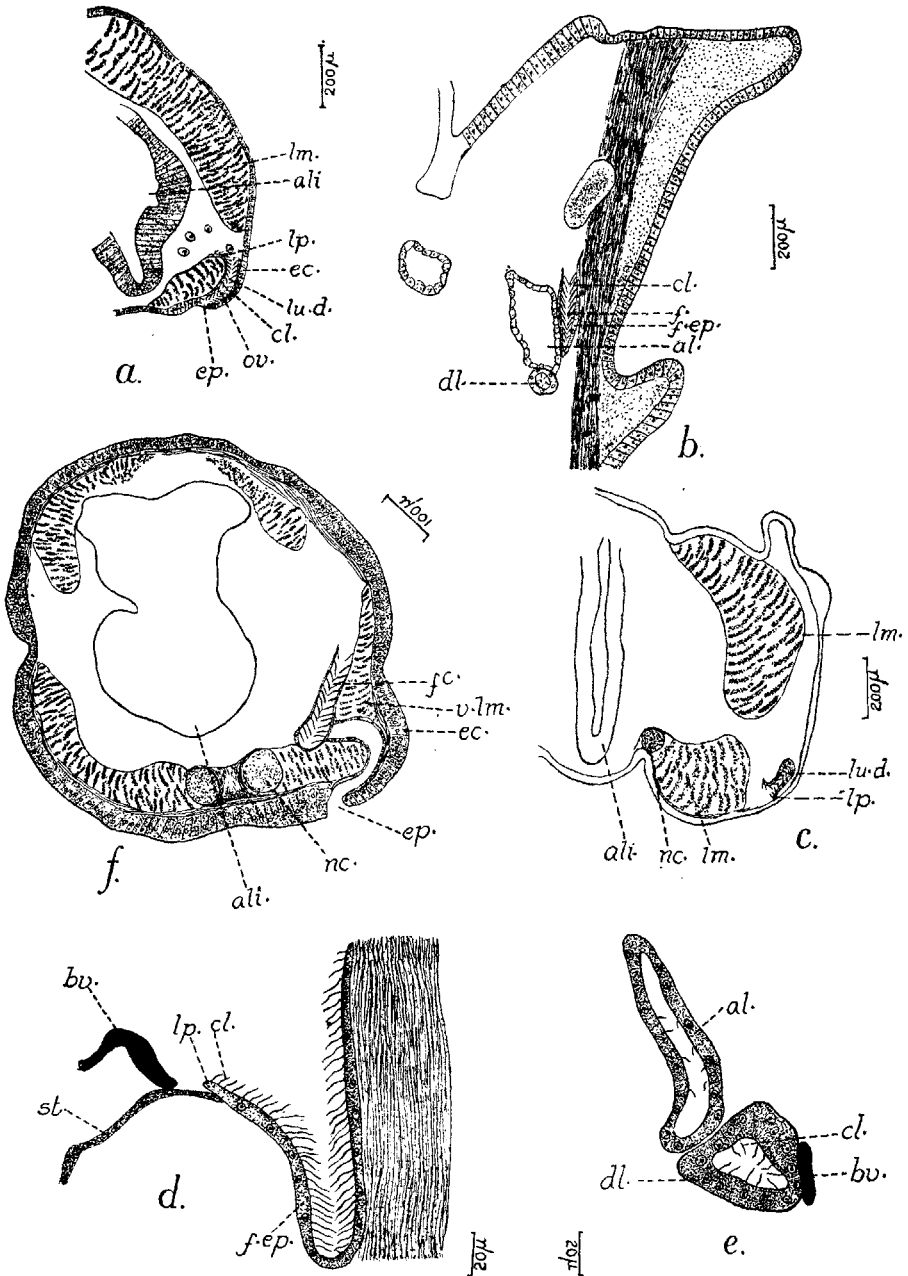 200µ
lm.
ali
lp.
ec.
lu.d.
cl.
ov.
ep.
a.
200µ
cl.
f.
f.ep.
al.
dl.
b.
100µ
f c.
v.lm.
ec.
ep.
nc.
ali.
f.
lm.
200µ
lu.d.
lp.
ali.
nc.
lm.
c.
bv.
lp. cl.
st.
f.ep.
d.
20µ
al.
cl.
bv.
dl.
20µ
e.